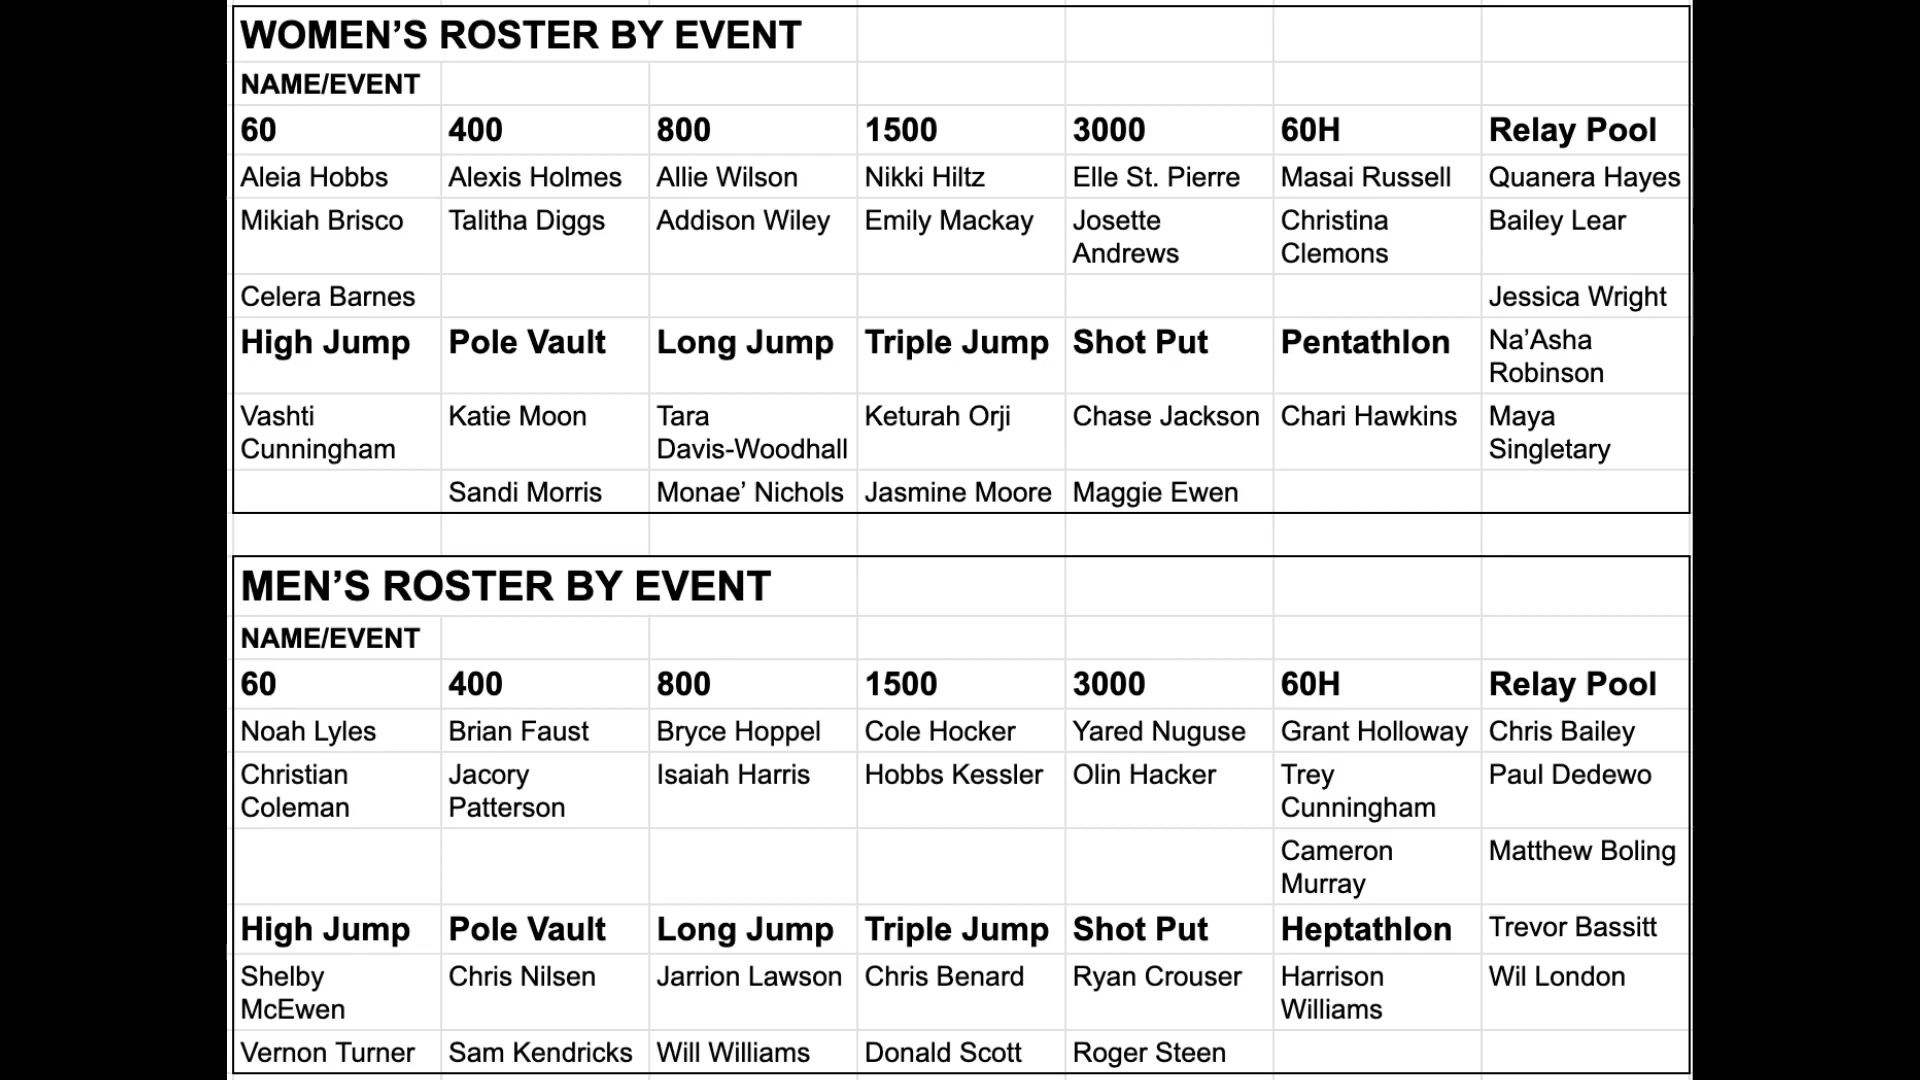 WOMEN’S ROSTER BY EVENT
NAME/EVENT
60 400 800 1500 3000 60H Relay Pool
Aleia Hobbs Alexis Holmes Allie Wilson Nikki Hiltz Elle St. Pierre Masai Russell Quanera Hayes
Mikiah Brisco Talitha Diggs Addison Wiley Emily Mackay Josette Christina Bailey Lear
Andrews Clemons
Celera Barnes Jessica Wright
High Jump Pole Vault Long Jump Triple Jump Shot Put Pentathlon Na’Asha
Robinson
Vashti Katie Moon Tara Keturah Orji Chase Jackson Chari Hawkins Maya
Cunningham Davis-Woodhall Singletary
Sandi Morris Monae’ Nichols Jasmine Moore Maggie Ewen
MEN’S ROSTER BY EVENT
NAME/EVENT
60 400 800 1500 3000 60H Relay Pool
Noah Lyles Brian Faust Bryce Hoppel Cole Hocker Yared Nuguse Grant Holloway Chris Bailey
Christian Jacory Isaiah Harris Hobbs Kessler Olin Hacker Trey Paul Dedewo
Coleman Patterson Cunningham
Cameron Matthew Boling
Murray
High Jump Pole Vault Long Jump Triple Jump Shot Put Heptathlon Trevor Bassitt
Shelby Chris Nilsen Jarrion Lawson Chris Benard Ryan Crouser Harrison Wil London
McEwen Williams
Vernon Turner Sam Kendricks Will Williams Donald Scott Roger Steen